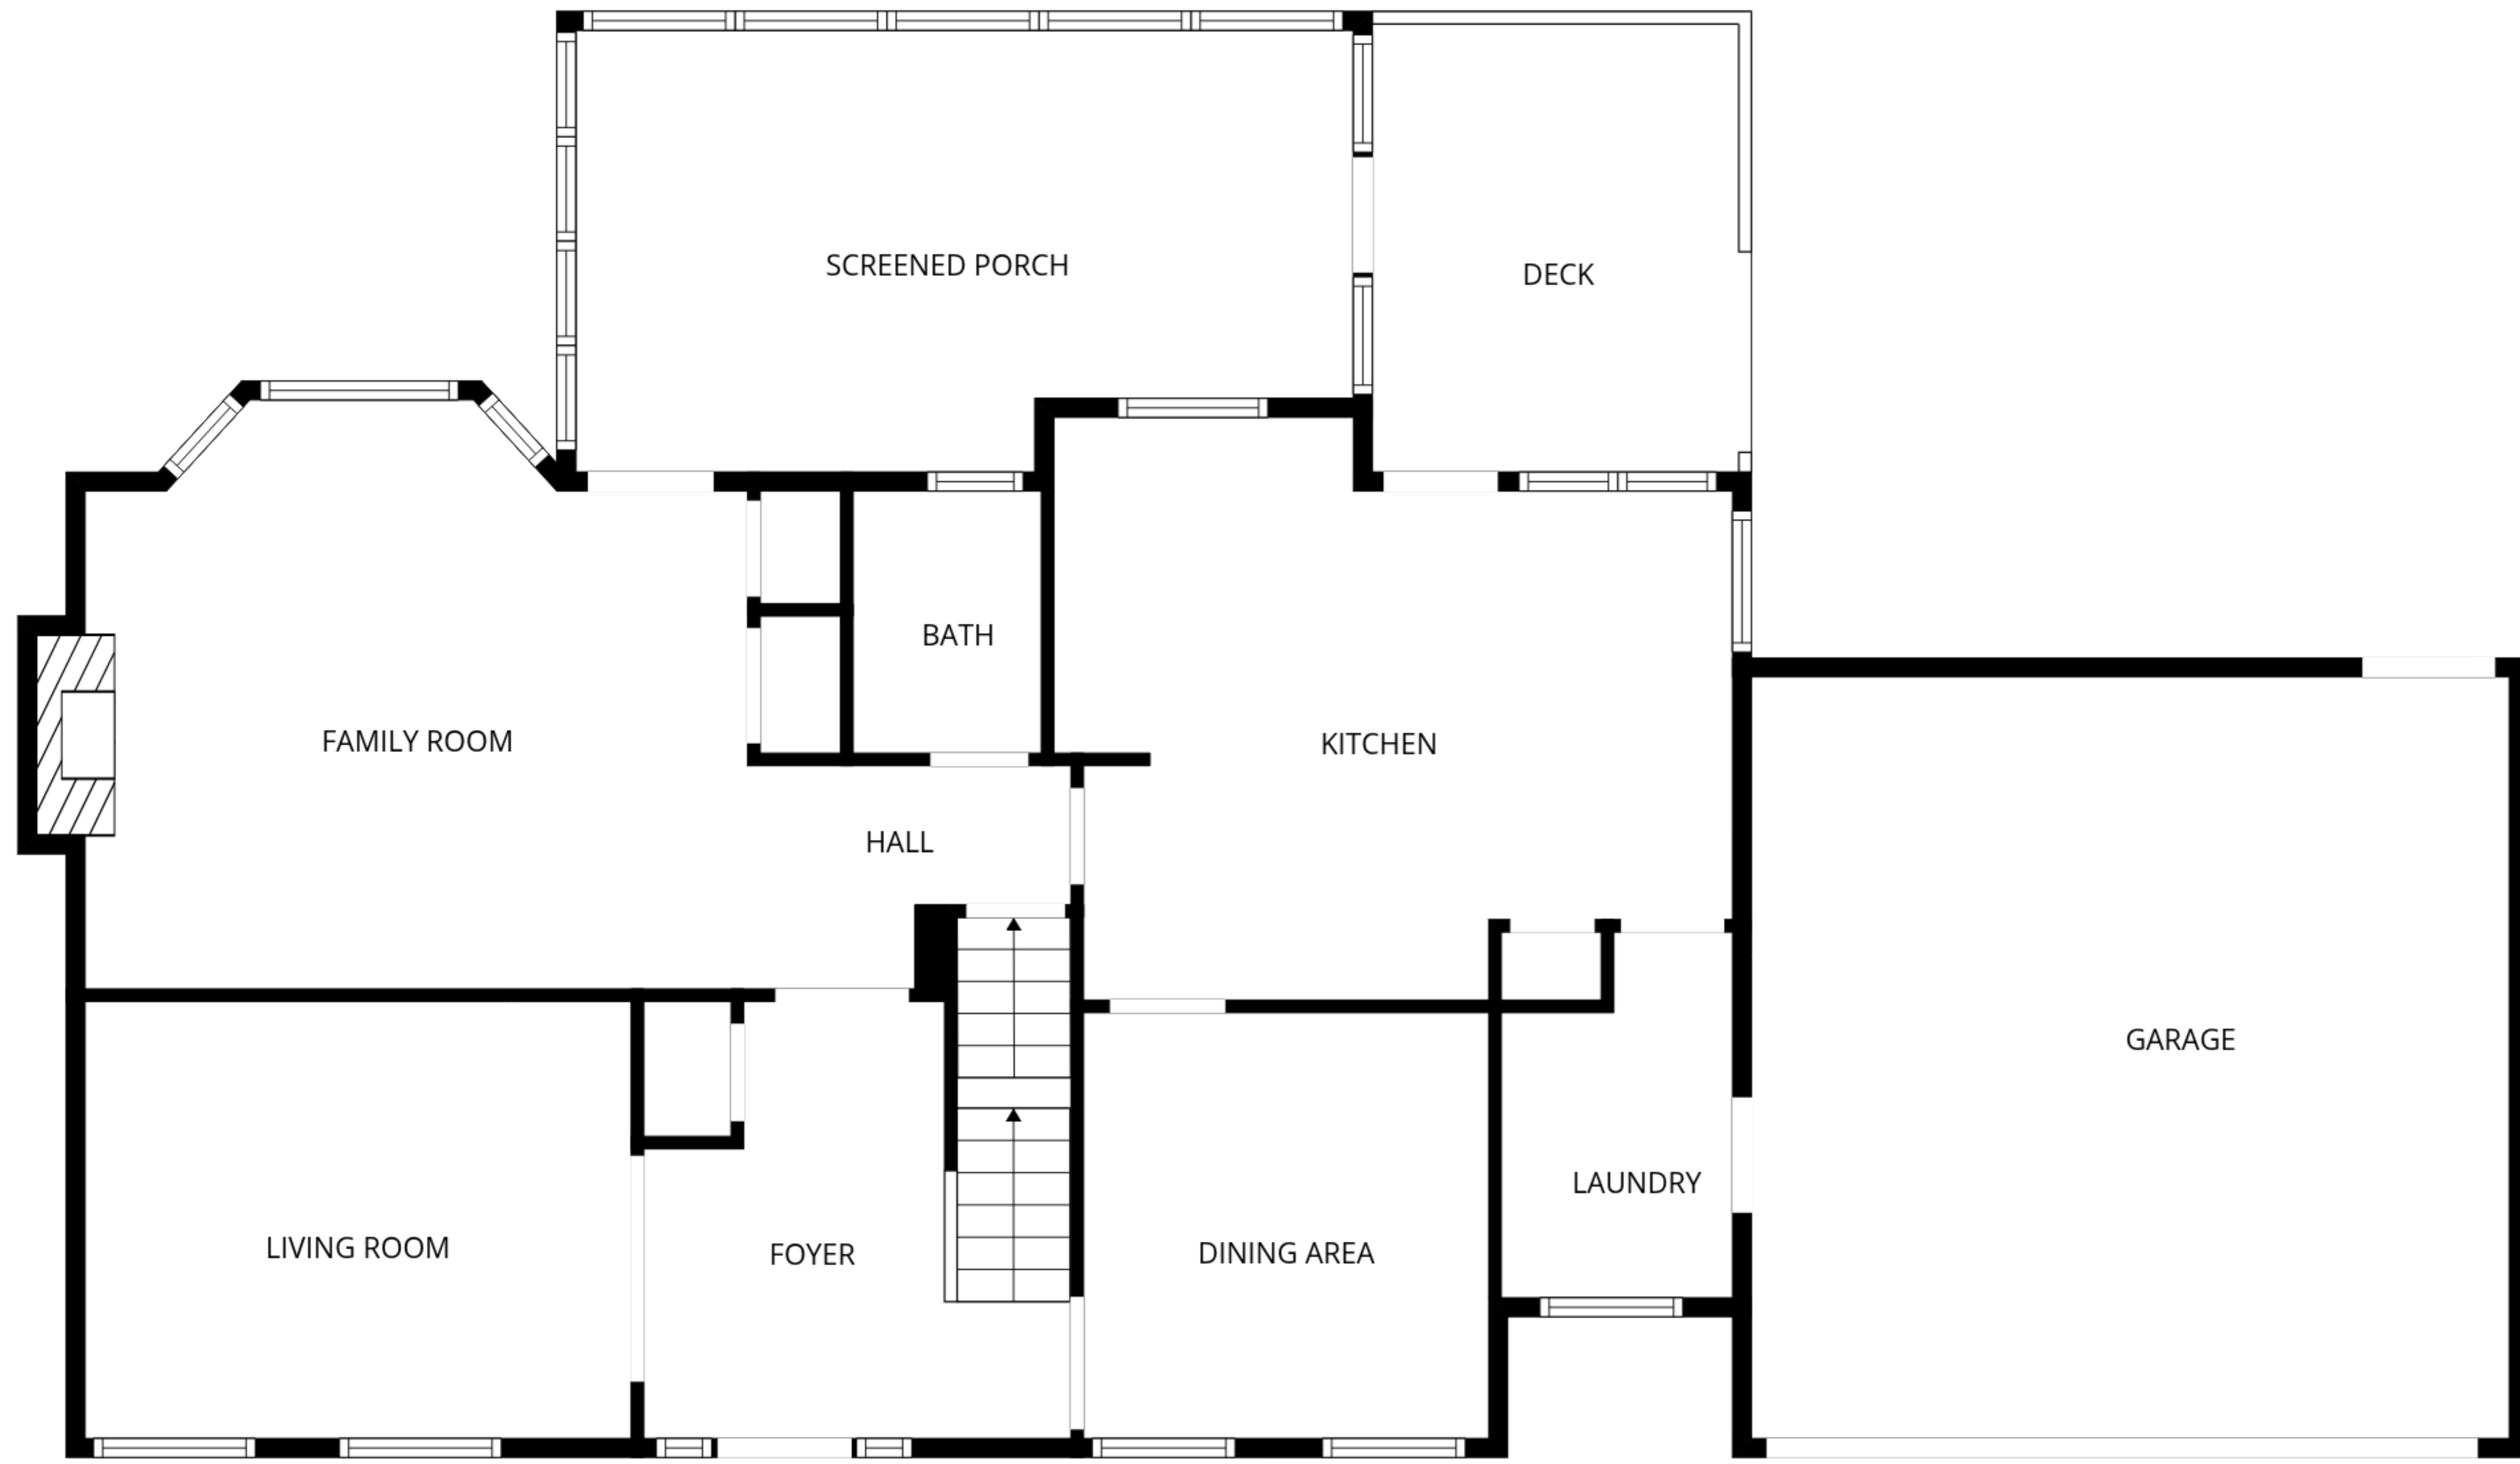 SCREENED PORCH
DECK
BATH
FAMILY ROOM
KITCHEN
HALL
GARAGE
LAUNDRY
LIVING ROOM
FOYER
DINING AREA